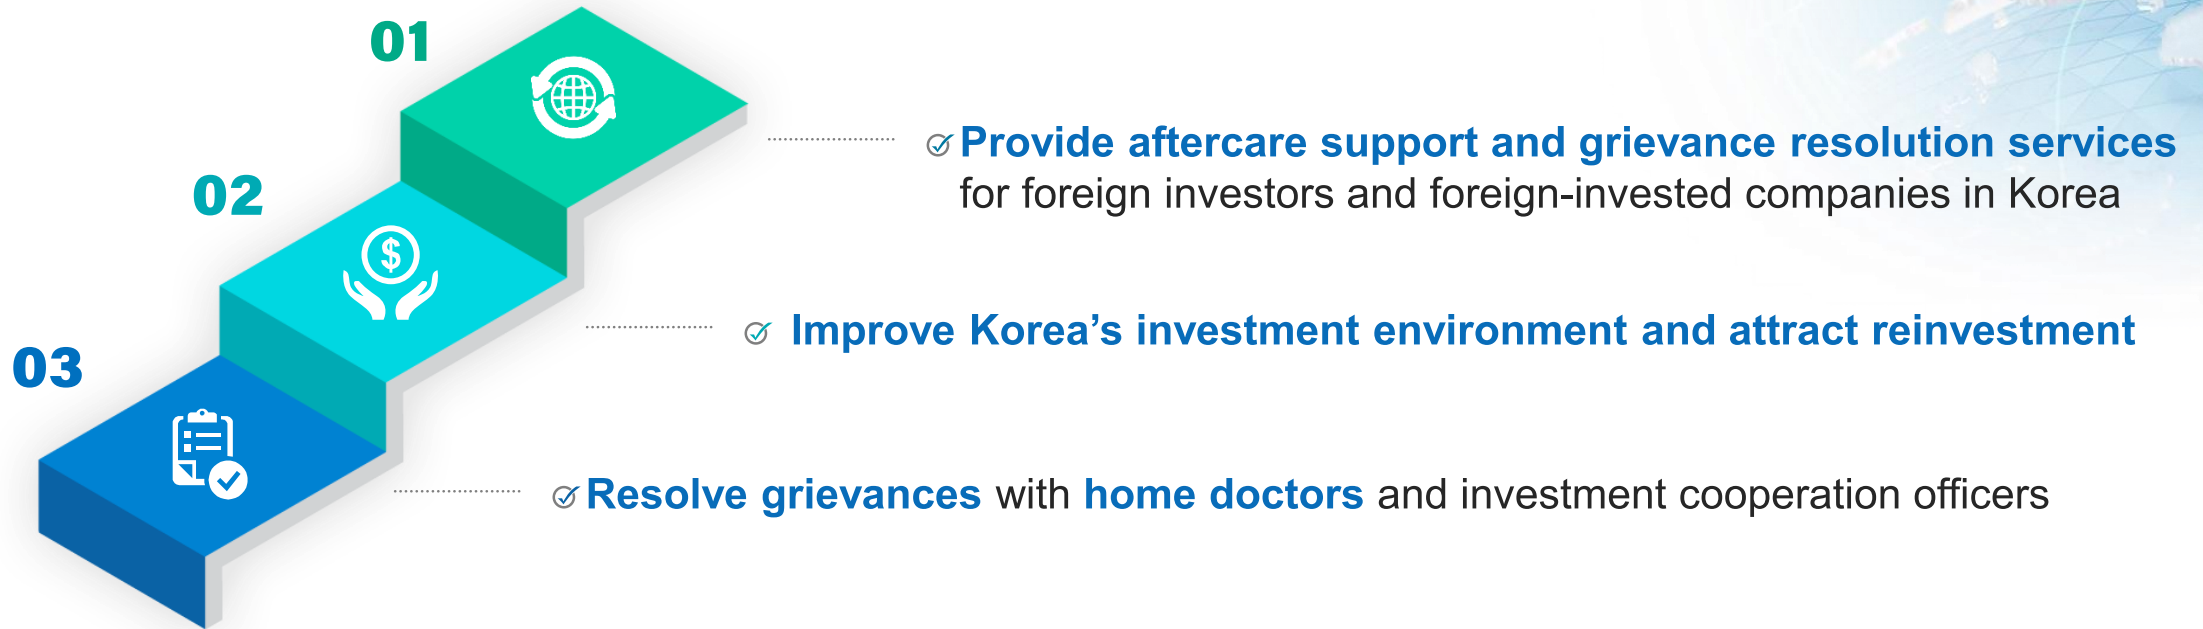 01
Provide aftercare support and grievance resolution services
for foreign investors and foreign-invested companies in Korea
02
$
Improve Korea’s investment environment and attract reinvestment
03
Resolve grievances with home doctors and investment cooperation officers